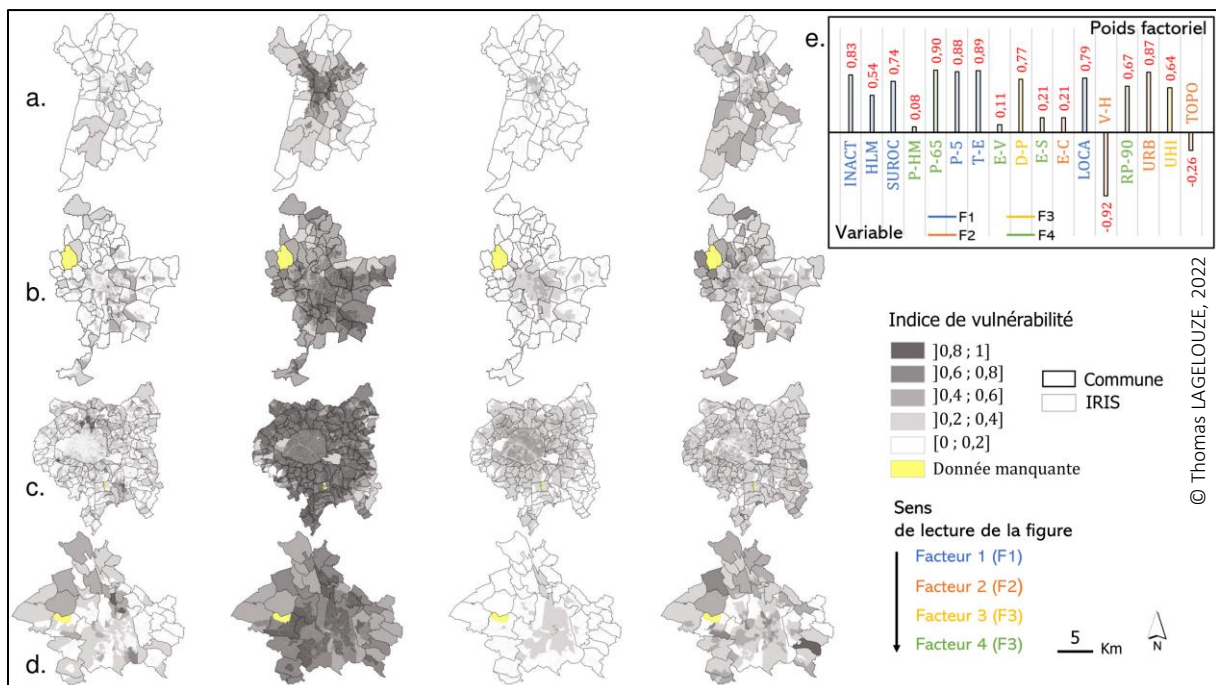 a.
b.
c.
d.
e.
Poids factoriel
0,83
0,54
0,74
0,08
0,90
0,88
0,89
0,11
0,77
0,21
0,21
0,79
V-H
0,67
0,87
0,64
TOPO
INACT
HLM
SUROC
P-HM
P-65
P-5
T-E
E-V
D-P
E-S
E-C
LOCA
-0,92
RP-90
URB
UHI
-0,26
Variable
F1
F3
F2
F4
Indice de vulnérabilité
]0,8 ; 1]
]0,6 ; 0,8]
]0,4 ; 0,6]
]0,2 ; 0,4]
[0 ; 0,2]
Donnée manquante
Commune
IRIS
Sens
de lecture de la figure
Facteur 1 (F1)
Facteur 2 (F2)
Facteur 3 (F3)
Facteur 4 (F3)
5
Km
N
© Thomas LAGELOUZE, 2022